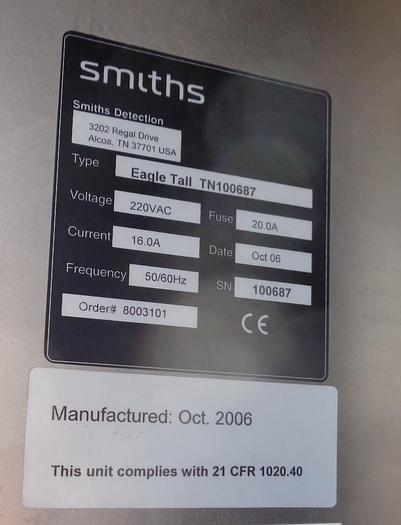 smiths
Smiths Detection
3202 Regal Drive
Alcoa, TN 37701 USA
Type Eagle Tall TN100687
Voltage 220VAC Fuse 20.0A
Current 16.0A Date Oct 06
Frequency 50/60Hz SN 100687
Order# 8003101 CE
Manufactured: Oct. 2006
This unit complies with 21 CFR 1020.40